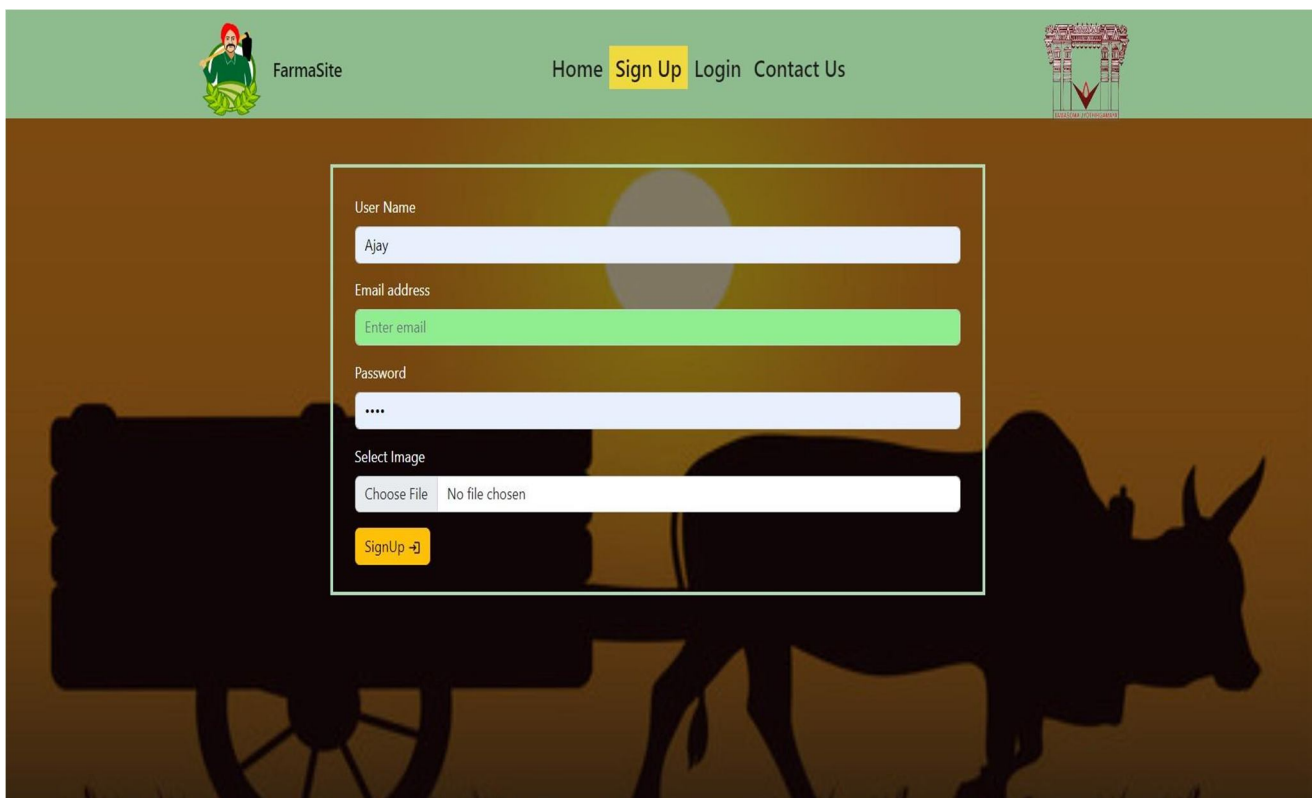 FarmaSite
Home Sign Up Login Contact Us
User Name
Ajay
Email address
Enter email
Password
••••
Select Image
Choose File No file chosen
SignUp